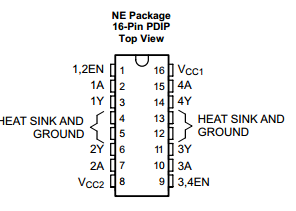 NE Package
16-Pin PDIP
Top View
1,2EN 1 16 VCC1
1A 2 15 4A
1Y 3 14 4Y
HEAT SINK AND 4 13 HEAT SINK AND
GROUND 5 12 GROUND
2Y 6 11 3Y
2A 7 10 3A
VCC2 8 9 3,4EN